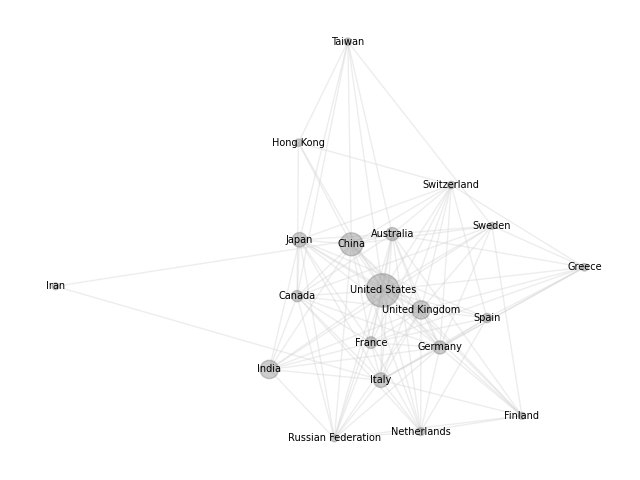 Taiwan
Hong Kong
Switzerland
Sweden
Australia
Japan
China
Greece
Iran
United States
Canada
United Kingdom
Spain
France
Germany
India
Italy
Finland
Netherlands
Russian Federation